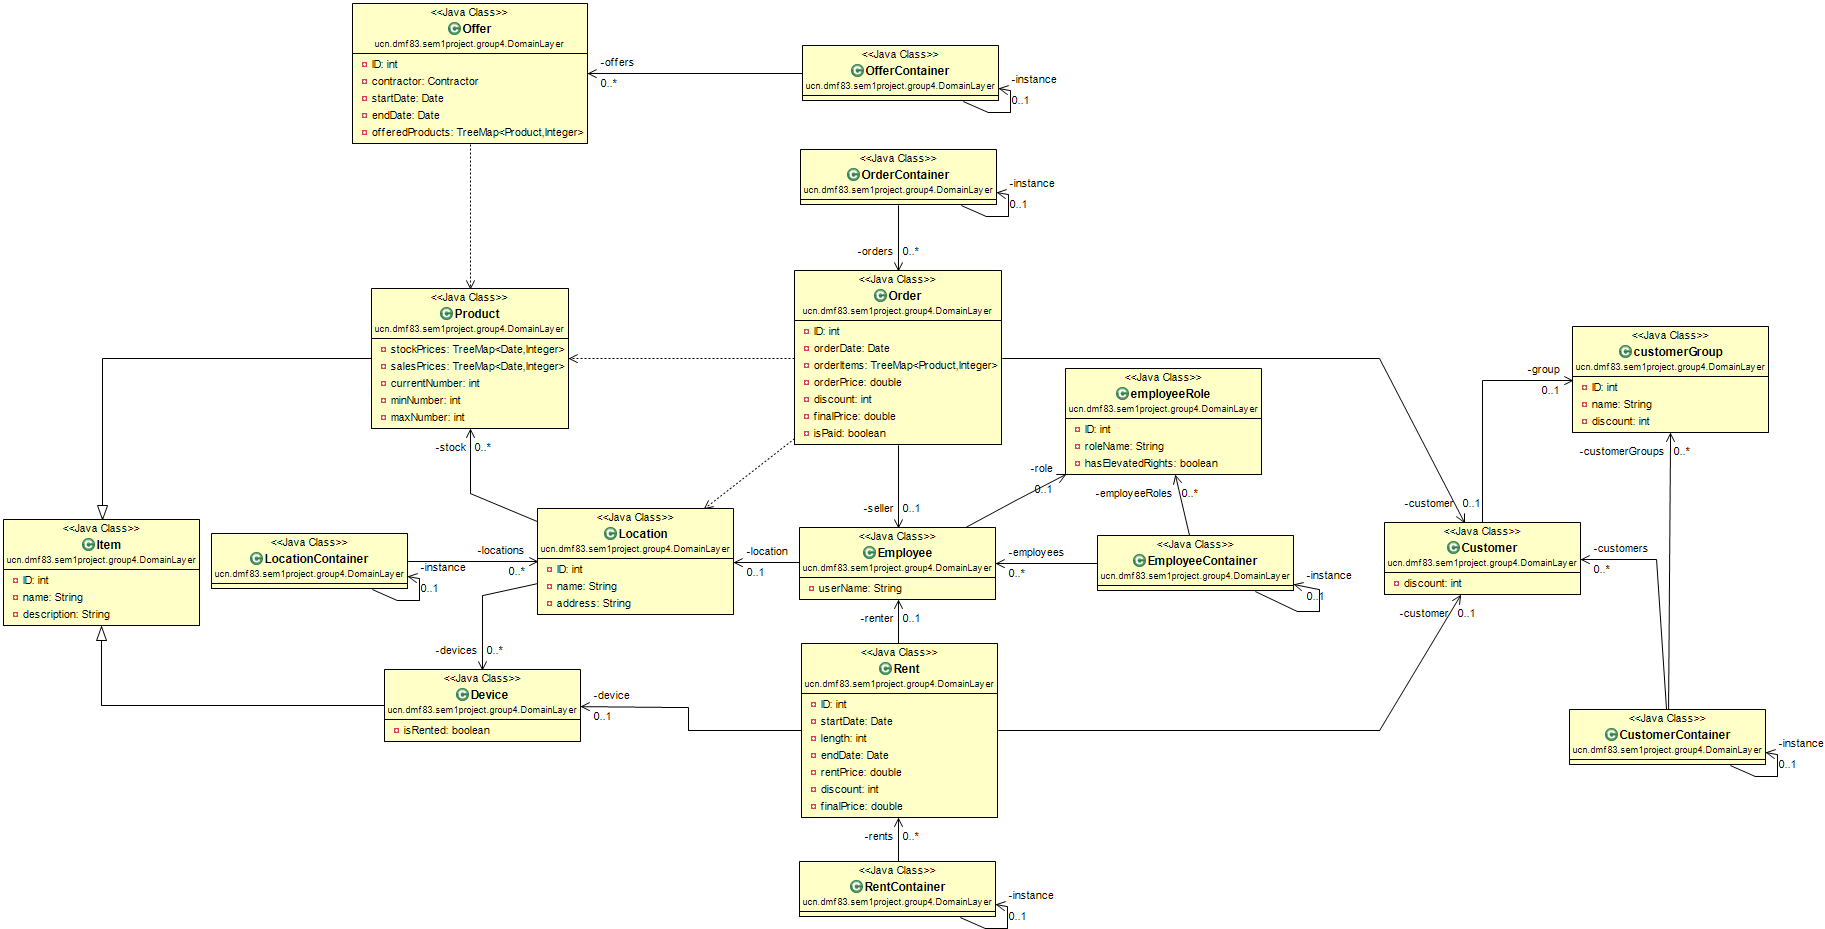 <<Java Class>>
Offer
ucn.dmf83.sem1project.group4.DomainLayer
ID: int
contractor: Contractor
startDate: Date
endDate: Date
offeredProducts: TreeMap<Product,Integer>
-offers
0..*
<<Java Class>>
OfferContainer
ucn.dmf83.sem1project.group4.DomainLayer
-instance
0..1
<<Java Class>>
OrderContainer
ucn.dmf83.sem1project.group4.DomainLayer
-instance
0..1
-orders
0..*
<<Java Class>>
Product
ucn.dmf83.sem1project.group4.DomainLayer
stockPrices: TreeMap<Date,Integer>
salesPrices: TreeMap<Date,Integer>
currentNumber: int
minNumber: int
maxNumber: int
-stock
0..*
<<Java Class>>
Order
ucn.dmf83.sem1project.group4.DomainLayer
ID: int
orderDate: Date
orderItems: TreeMap<Product,Integer>
orderPrice: double
discount: int
finalPrice: double
isPaid: boolean
-seller
0..1
<<Java Class>>
employeeRole
ucn.dmf83.sem1project.group4.DomainLayer
ID: int
roleName: String
hasElevatedRights: boolean
-role
0..1
-employeeRoles
0..*
<<Java Class>>
customerGroup
ucn.dmf83.sem1project.group4.DomainLayer
ID: int
name: String
discount: int
-group
0..1
-customerGroups
0..*
-customer
0..1
<<Java Class>>
Item
ucn.dmf83.sem1project.group4.DomainLayer
ID: int
name: String
description: String
<<Java Class>>
LocationContainer
ucn.dmf83.sem1project.group4.DomainLayer
-locations
0..*
-instance
0..1
<<Java Class>>
Location
ucn.dmf83.sem1project.group4.DomainLayer
ID: int
name: String
address: String
-location
0..1
<<Java Class>>
Employee
ucn.dmf83.sem1project.group4.DomainLayer
userName: String
-employees
0..*
<<Java Class>>
EmployeeContainer
ucn.dmf83.sem1project.group4.DomainLayer
-instance
0..1
<<Java Class>>
Customer
ucn.dmf83.sem1project.group4.DomainLayer
discount: int
-customers
0..*
-customer
0..1
-renter
0..1
-devices
0..*
<<Java Class>>
Device
ucn.dmf83.sem1project.group4.DomainLayer
isRented: boolean
-device
0..1
<<Java Class>>
Rent
ucn.dmf83.sem1project.group4.DomainLayer
ID: int
startDate: Date
length: int
endDate: Date
rentPrice: double
discount: int
finalPrice: double
-rents
0..*
<<Java Class>>
CustomerContainer
ucn.dmf83.sem1project.group4.DomainLayer
-instance
0..1
<<Java Class>>
RentContainer
ucn.dmf83.sem1project.group4.DomainLayer
-instance
0..1